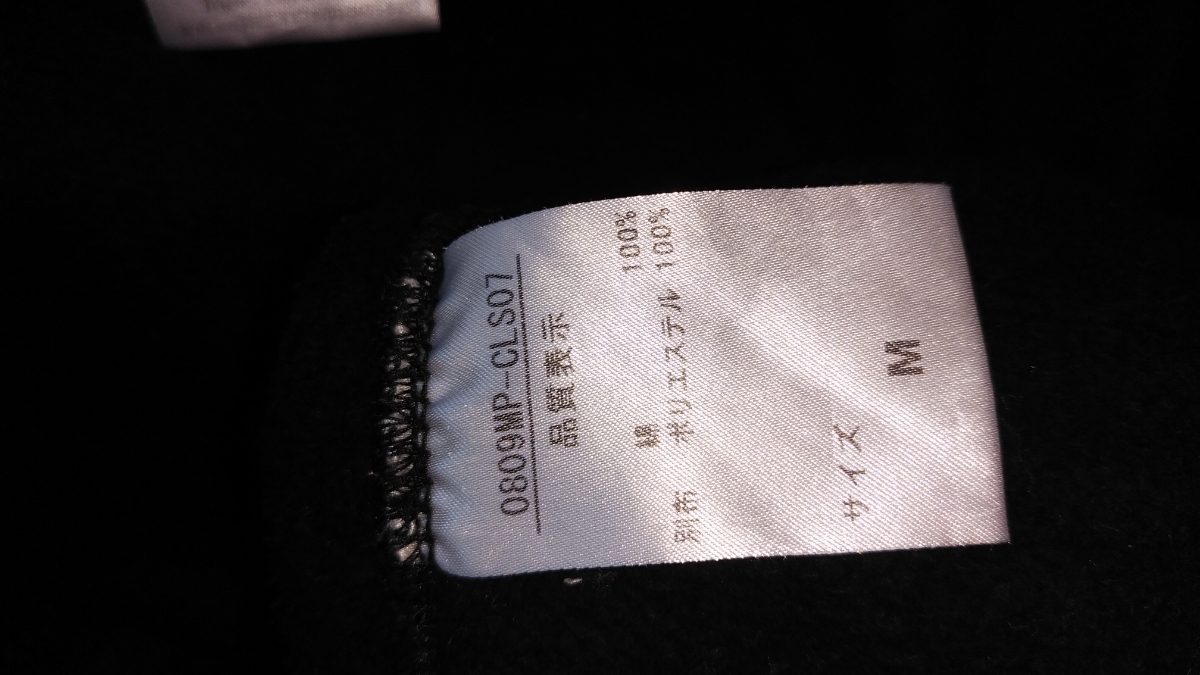 0809MP-CLS07
品質表示
綿 100%
別布 ポリエステル 100%
サイズ
M